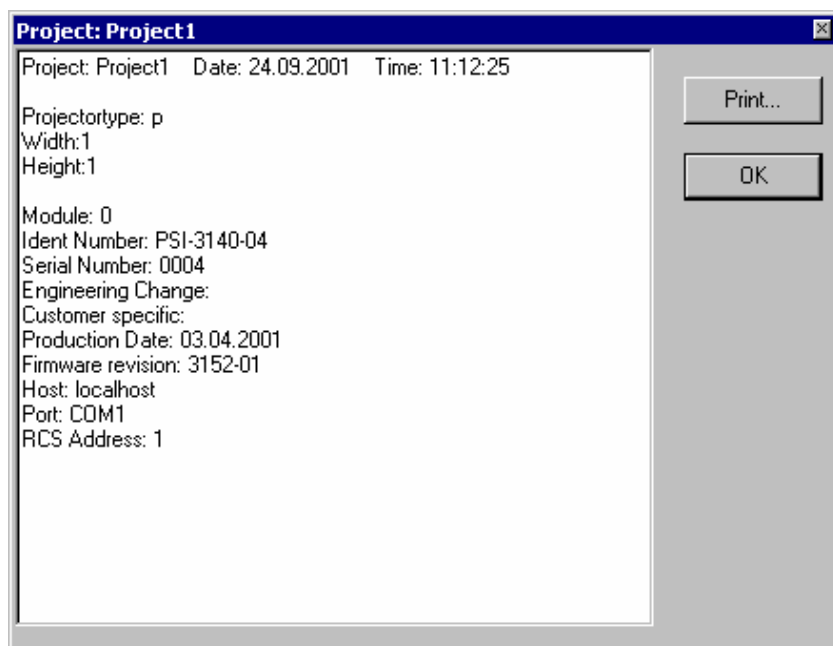 Project: Project1
Project: Project1 Date: 24.09.2001 Time: 11:12:25
Projectortype: p
Width:1
Height:1
Module: 0
Ident Number: PSI-3140-04
Serial Number: 0004
Engineering Change:
Customer specific:
Production Date: 03.04.2001
Firmware revision: 3152-01
Host: localhost
Port: COM1
RCS Address: 1
Print...
OK